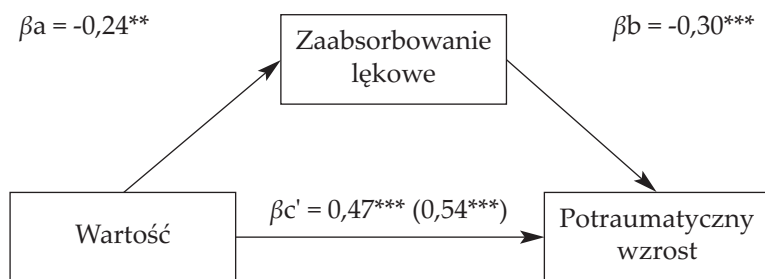 βa = -0,24**
βb = -0,30***
Zaabsorbowanie
lękowe
βc' = 0,47*** (0,54***)
Wartość
Potraumatyczny
wzrost